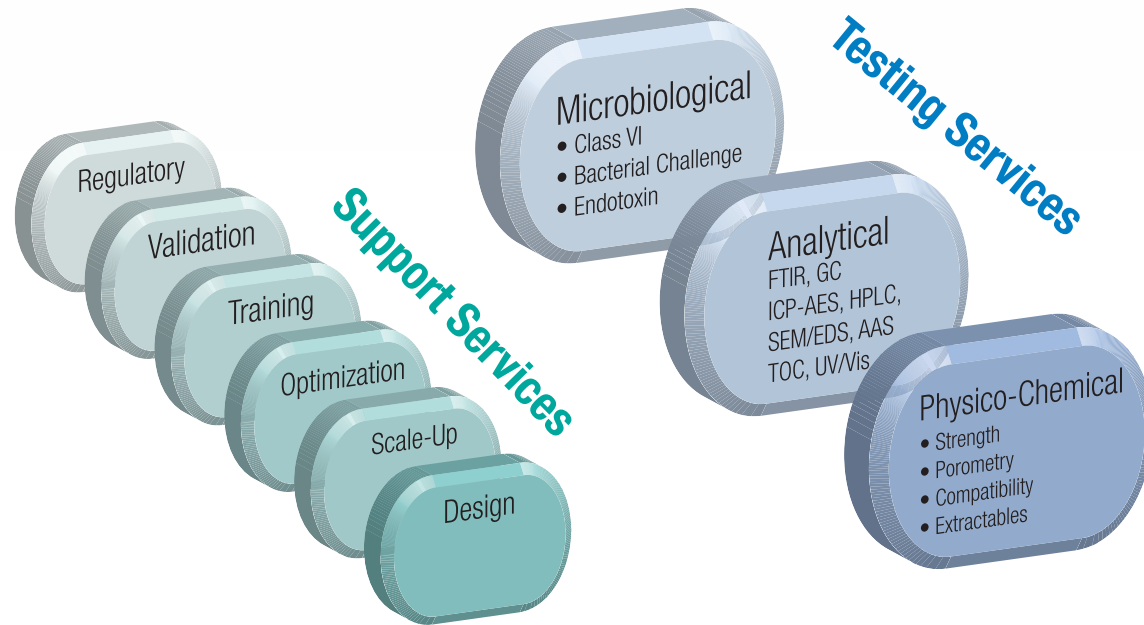 Regulatory
Validation
Training
Optimization
Scale-Up
Design
Support Services
Microbiological
• Class VI
• Bacterial Challenge
• Endotoxin
Analytical
FTIR, GC
ICP-AES, HPLC,
SEM/EDS, AAS
TOC, UV/Vis
Physico-Chemical
• Strength
• Porometry
• Compatibility
• Extractables
Testing Services